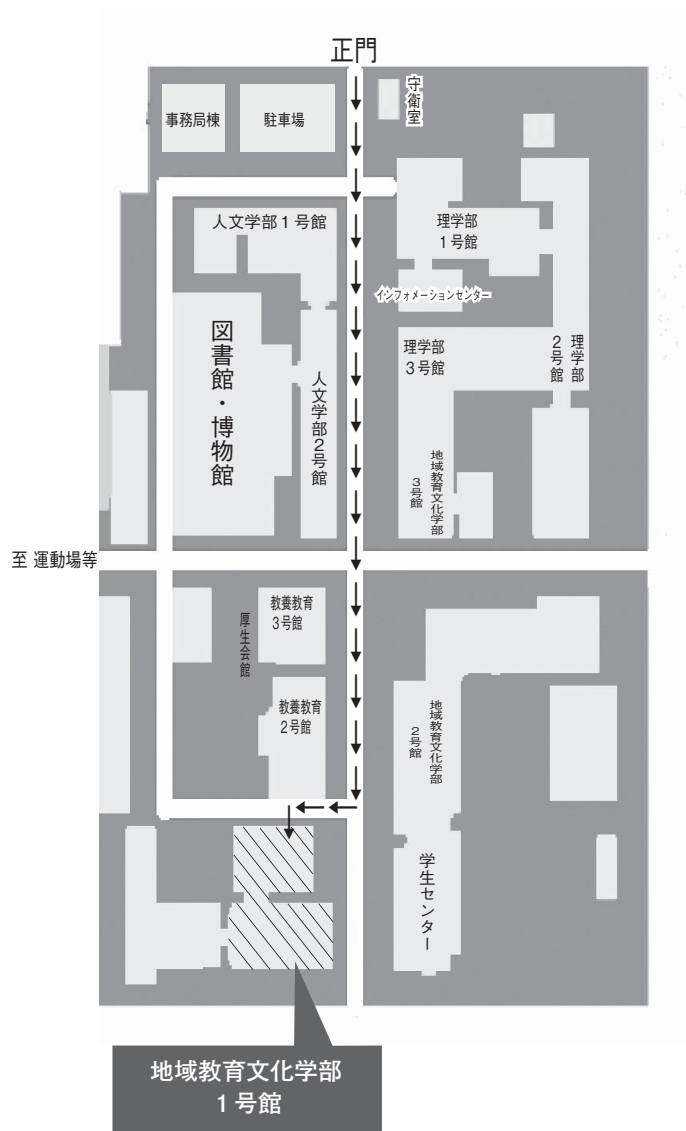 正門
守衛室
事務局棟
駐車場
人文学部１号館
理学部
１号館
インフォメーションセンター
図書館・博物館
人文学部２号館
理学部
３号館
理学部
２号館
地域教育文化学部
３号館
至 運動場等
教養教育
３号館
厚生会館
教養教育
２号館
地域教育文化学部
２号館
学生センター
地域教育文化学部
１号館